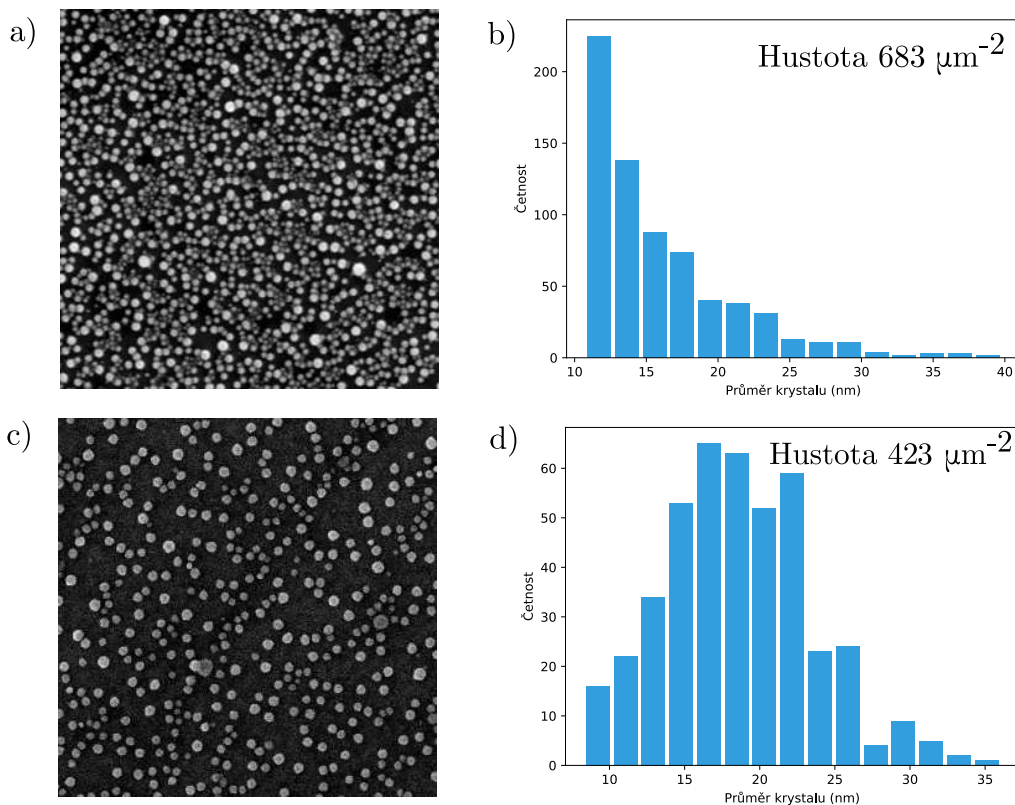 a)
b)
Hustota 683 μm-2
Četnost
200
150
100
50
0
10 15 20 25 30 35 40
Průměr krystalu (nm)
c)
d)
Hustota 423 μm-2
Četnost
60
50
40
30
20
10
0
10 15 20 25 30 35
Průměr krystalu (nm)